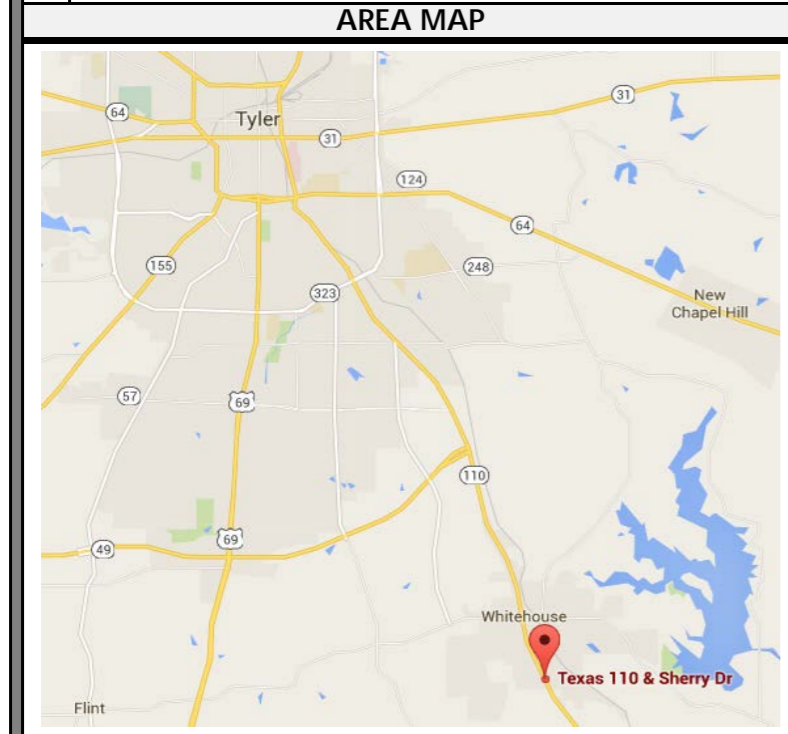 AREA MAP
31
64
Tyler
31
124
64
155
248
323
New
Chapel Hill
57
69
110
69
49
Whitehouse
Texas 110 & Sherry Dr
Flint